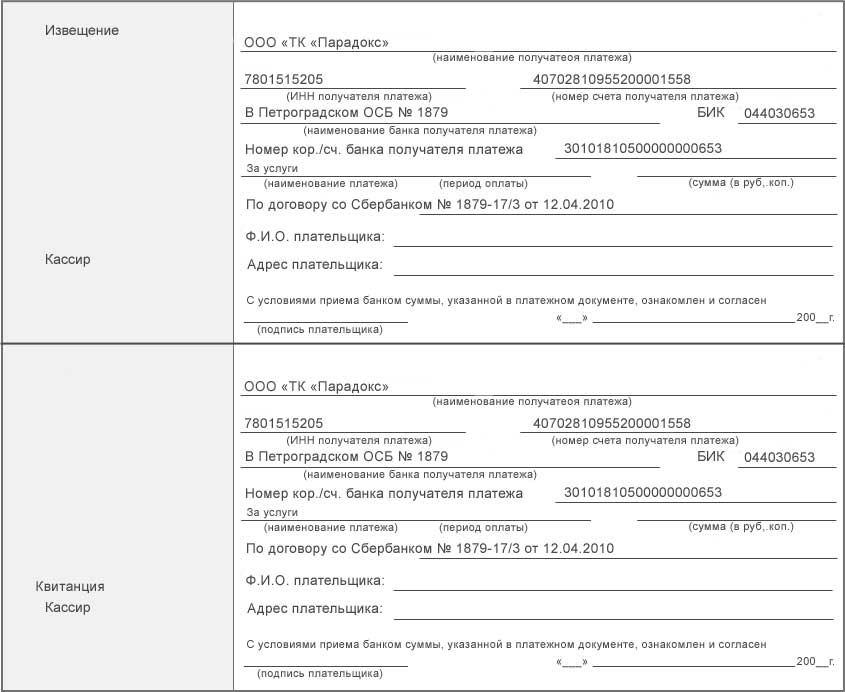 Извещение
ООО «ТК «Парадокс»
(наименование получатеоя платежа)
7801515205 40702810955200001558
(ИНН получателя платежа) (номер счета получателя платежа)
В Петроградском ОСБ № 1879 БИК 044030653
(наименование банка получателя платежа)
Номер кор./сч. банка получателя платежа 30101810500000000653
За услуги
(наименование платежа) (период оплаты) (сумма (в руб,.коп.)
По договору со Сбербанком № 1879-17/3 от 12.04.2010
Ф.И.О. плательщика:
Кассир
Адрес плательщика:
С условиями приема банком суммы, указанной в платежном документе, ознакомлен и согласен
«___» 200__г.
(подпись плательщика)
ООО «ТК «Парадокс»
(наименование получатеоя платежа)
7801515205 40702810955200001558
(ИНН получателя платежа) (номер счета получателя платежа)
В Петроградском ОСБ № 1879 БИК 044030653
(наименование банка получателя платежа)
Номер кор./сч. банка получателя платежа 30101810500000000653
За услуги
(наименование платежа) (период оплаты) (сумма (в руб,.коп.)
По договору со Сбербанком № 1879-17/3 от 12.04.2010
Ф.И.О. плательщика:
Квитанция
Кассир
Адрес плательщика:
С условиями приема банком суммы, указанной в платежном документе, ознакомлен и согласен
«___» 200__г.
(подпись плательщика)